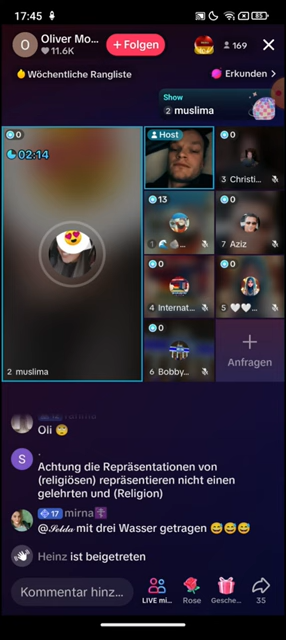 17:45
85
O
Oliver Mo...
11.6K
+ Folgen
169
Wöchentliche Rangliste
Erkunden >
Show
2 muslima
0
02:14
Host
0
3 Christi...
13
1
0
7 Aziz
0
4 Internat...
0
5
0
6 Bobby...
+
Anfragen
2 muslima
Oli
S
.
Achtung die Repräsentationen von
(religiösen) repräsentieren nicht einen
gelehrten und (Religion)
17 mirna
@𝓢𝓮𝓵𝓭𝓪 mit drei Wasser getragen 😅😅😅
Heinz ist beigetreten
Kommentar hinz...
LIVE mi...
Rose
Gesche...
35